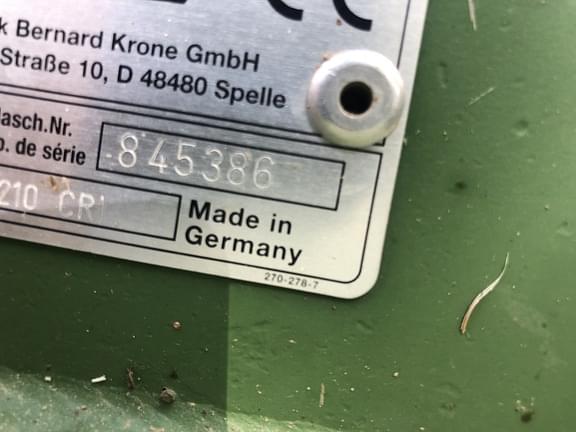 k Bernard Krone GmbH
Straße 10, D 48480 Spelle
Masch.Nr.
o. de série
845386
210 CR
Made in
Germany
270-278-7